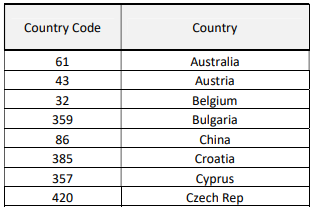 Country Code Country
61 Australia
43 Austria
32 Belgium
359 Bulgaria
86 China
385 Croatia
357 Cyprus
420 Czech Rep